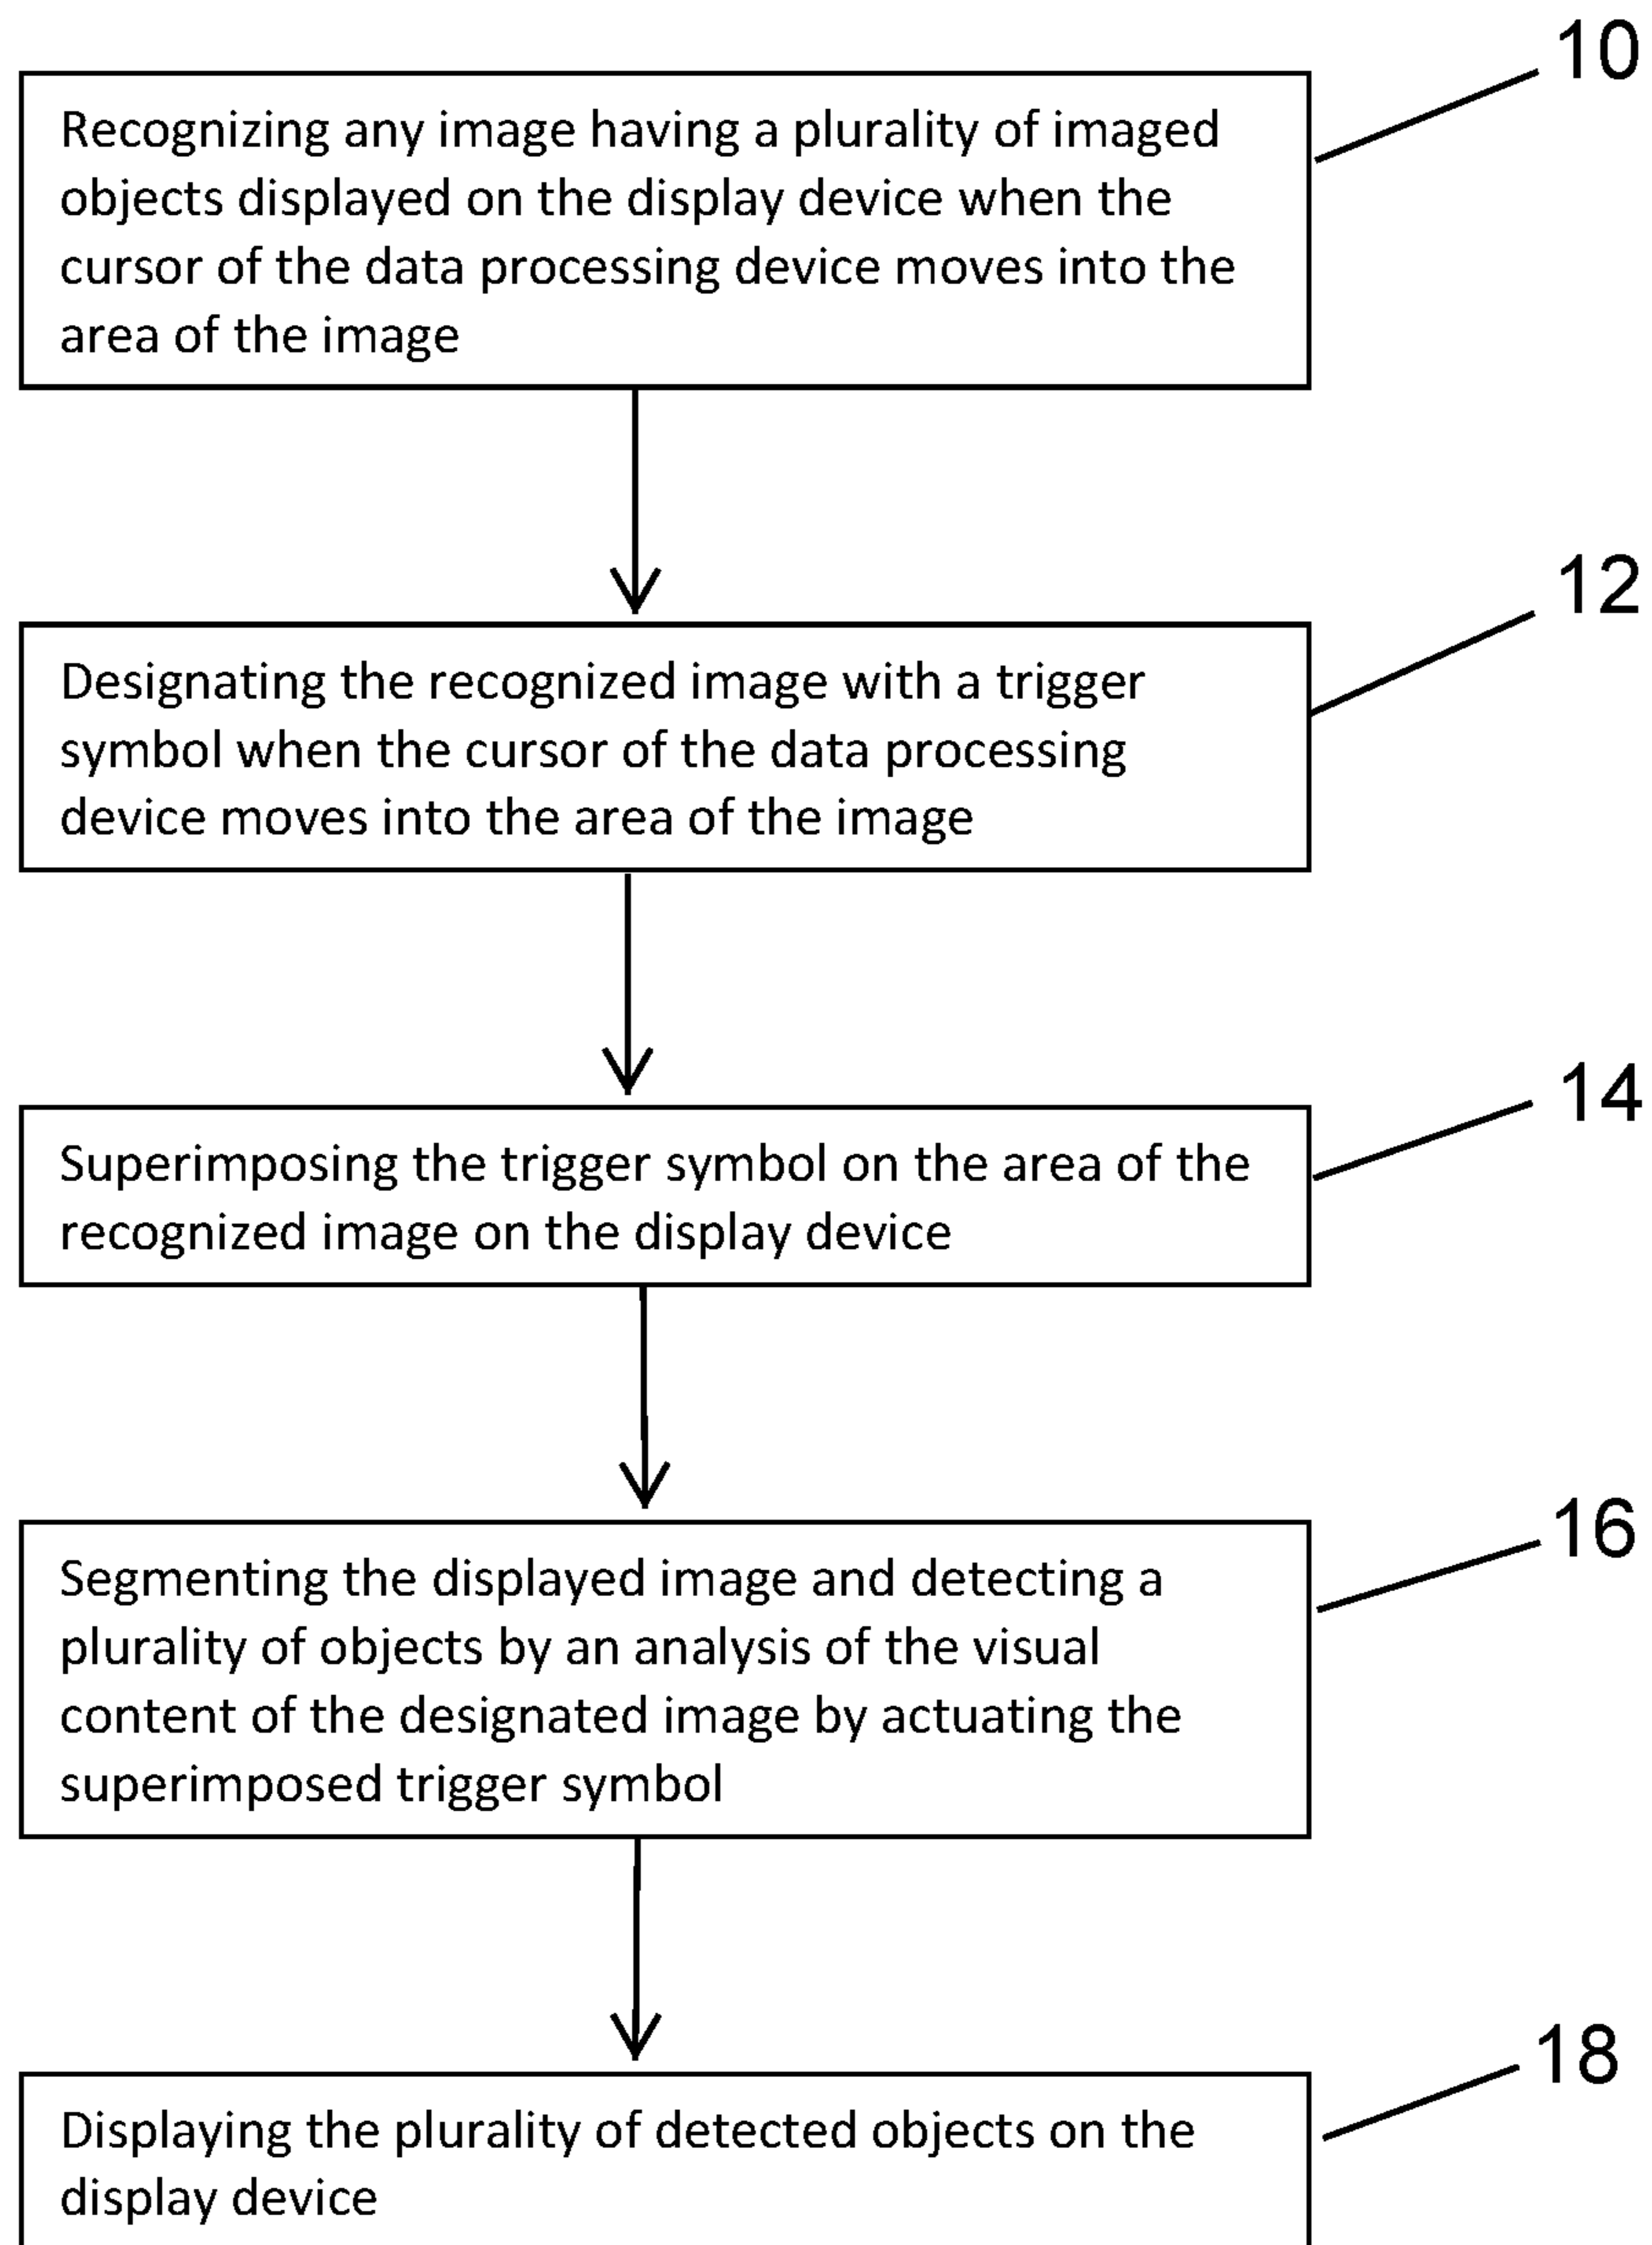 10
Recognizing any image having a plurality of imaged
objects displayed on the display device when the
cursor of the data processing device moves into the
area of the image
12
Designating the recognized image with a trigger
symbol when the cursor of the data processing
device moves into the area of the image
14
Superimposing the trigger symbol on the area of the
recognized image on the display device
16
Segmenting the displayed image and detecting a
plurality of objects by an analysis of the visual
content of the designated image by actuating the
superimposed trigger symbol
18
Displaying the plurality of detected objects on the
display device